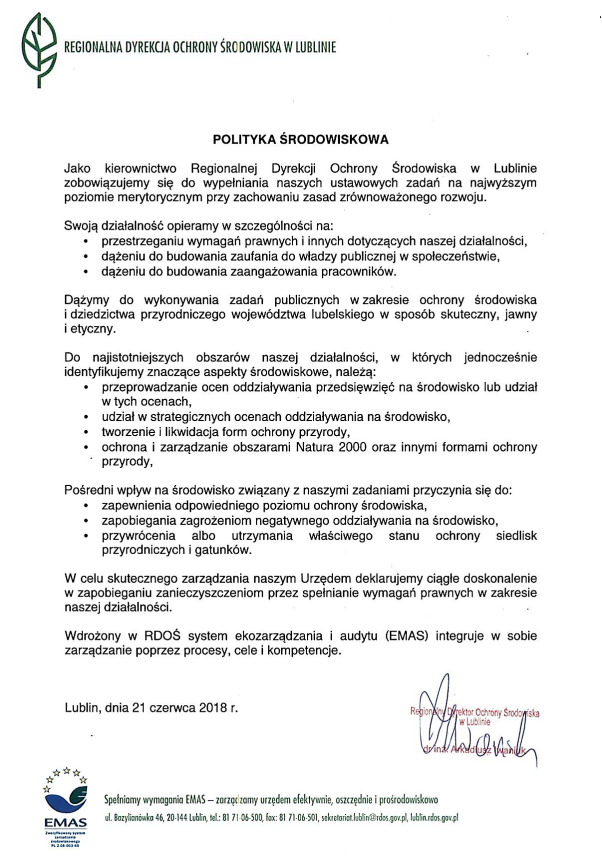 REGIONALNA DYREKCJA OCHRONY ŚRODOWISKA W LUBLINIE
POLITYKA ŚRODOWISKOWA
Jako kierownictwo Regionalnej Dyrekcji Ochrony Środowiska w Lublinie
zobowiązujemy się do wypełniania naszych ustawowych zadań na najwyższym
poziomie merytorycznym przy zachowaniu zasad zrównoważonego rozwoju.
Swoją działalność opieramy w szczególności na:
• przestrzeganiu wymagań prawnych i innych dotyczących naszej działalności,
• dążeniu do budowania zaufania do władzy publicznej w społeczeństwie,
• dążeniu do budowania zaangażowania pracowników.
Dążymy do wykonywania zadań publicznych w zakresie ochrony środowiska
i dziedzictwa przyrodniczego województwa lubelskiego w sposób skuteczny, jawny
i etyczny.
Do najistotniejszych obszarów naszej działalności, w których jednocześnie
identyfikujemy znaczące aspekty środowiskowe, należą:
• przeprowadzanie ocen oddziaływania przedsięwzięć na środowisko lub udział
w tych ocenach,
• udział w strategicznych ocenach oddziaływania na środowisko,
• tworzenie i likwidacja form ochrony przyrody,
• ochrona i zarządzanie obszarami Natura 2000 oraz innymi formami ochrony
przyrody,
Pośredni wpływ na środowisko związany z naszymi zadaniami przyczynia się do:
• zapewnienia odpowiedniego poziomu ochrony środowiska,
• zapobiegania zagrożeniom negatywnego oddziaływania na środowisko,
• przywrócenia albo utrzymania właściwego stanu ochrony siedlisk
przyrodniczych i gatunków.
W celu skutecznego zarządzania naszym Urzędem deklarujemy ciągłe doskonalenie
w zapobieganiu zanieczyszczeniom przez spełnianie wymagań prawnych w zakresie
naszej działalności.
Wdrożony w RDOŚ system ekozarządzania i audytu (EMAS) integruje w sobie
zarządzanie poprzez procesy, cele i kompetencje.
Lublin, dnia 21 czerwca 2018 r.
Regionalny Dyrektor Ochrony Środowiska
w Lublinie
dr inż. Arkadiusz Iwaniuk
EMAS
Zweryfikowany system
zarządzania
środowiskowego
Spełniamy wymagania EMAS – zarządzamy urzędem efektywnie, oszczędnie i prośrodowiskowo
ul. Bazylianówka 46, 20-144 Lublin, tel.: 81 71-06-500, fax: 81 71-06-501, sekretariat.lublin@rdos.gov.pl, lublin.rdos.gov.pl